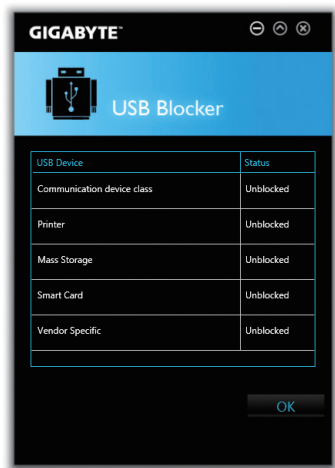 GIGABYTE™
USB Blocker
USB Device Status
Communication device class Unblocked
Printer Unblocked
Mass Storage Unblocked
Smart Card Unblocked
Vendor Specific Unblocked
OK